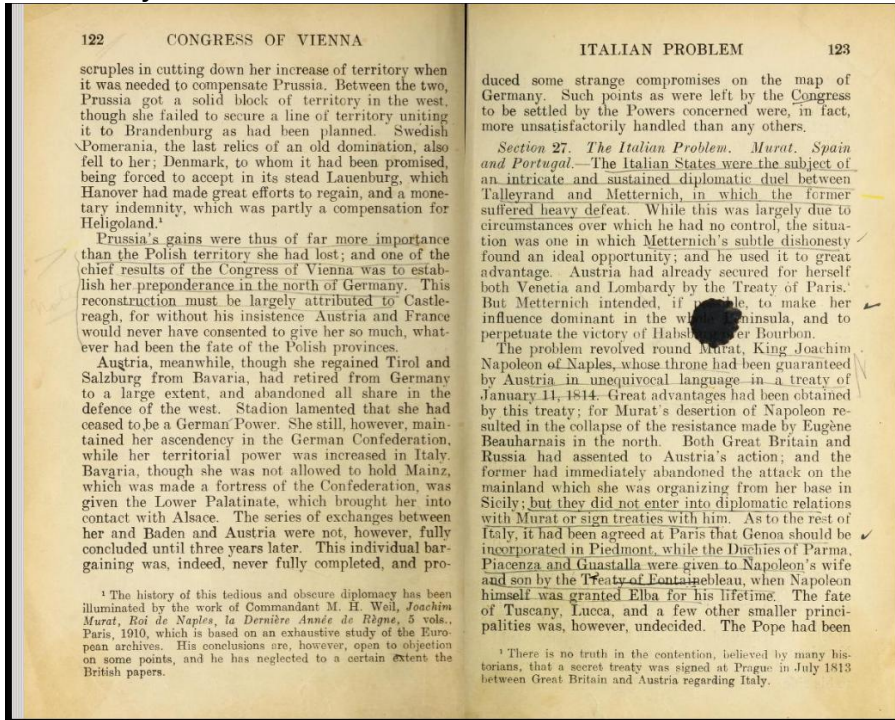 122 CONGRESS OF VIENNA
scruples in cutting down her increase of territory when
it was needed to compensate Prussia. Between the two,
Prussia got a solid block of territory in the west,
though she failed to secure a line of territory uniting
it to Brandenburg as had been planned. Swedish
Pomerania, the last relics of an old domination, also
fell to her; Denmark, to whom it had been promised,
being forced to accept in its stead Lauenburg, which
Hanover had made great efforts to regain, and a mone-
tary indemnity, which was partly a compensation for
Heligoland.¹
Prussia's gains were thus of far more importance
than the Polish territory she had lost; and one of the
chief results of the Congress of Vienna was to estab-
lish her preponderance in the north of Germany. This
reconstruction must be largely attributed to Castle-
reagh, for without his insistence Austria and France
would never have consented to give her so much, what-
ever had been the fate of the Polish provinces.
Austria, meanwhile, though she regained Tirol and
Salzburg from Bavaria, had retired from Germany
to a large extent, and abandoned all share in the
defence of the west. Stadion lamented that she had
ceased to be a German Power. She still, however, main-
tained her ascendency in the German Confederation,
while her territorial power was increased in Italy.
Bavaria, though she was not allowed to hold Mainz,
which was made a fortress of the Confederation, was
given the Lower Palatinate, which brought her into
contact with Alsace. The series of exchanges between
her and Baden and Austria were not, however, fully
concluded until three years later. This individual bar-
gaining was, indeed, never fully completed, and pro-
¹ The history of this tedious and obscure diplomacy has been
illuminated by the work of Commandant M. H. Weil, Joachim
Murat, Roi de Naples, la Dernière Année de Règne, 5 vols.,
Paris, 1910, which is based on an exhaustive study of the Euro-
pean archives. His conclusions are, however, open to objection
on some points, and he has neglected to a certain extent the
British papers.
ITALIAN PROBLEM 123
duced some strange compromises on the map of
Germany. Such points as were left by the Congress
to be settled by the Powers concerned were, in fact,
more unsatisfactorily handled than any others.
Section 27. The Italian Problem. Murat. Spain
and Portugal.—The Italian States were the subject of
an intricate and sustained diplomatic duel between
Talleyrand and Metternich, in which the former
suffered heavy defeat. While this was largely due to
circumstances over which he had no control, the situa-
tion was one in which Metternich's subtle dishonesty
found an ideal opportunity; and he used it to great
advantage. Austria had already secured for herself
both Venetia and Lombardy by the Treaty of Paris.¹
But Metternich intended, if, to make her
influence dominant in the, and to
perpetuate the victory of Bourbon.
The problem revolved round Murat, King Joachim
Napoleon of Naples, whose throne had been guaranteed
by Austria in unequivocal language in a treaty of
January 11, 1814. Great advantages had been obtained
by this treaty; for Murat's desertion of Napoleon re-
sulted in the collapse of the resistance made by Eugène
Beauharnais in the north. Both Great Britain and
Russia had assented to Austria's action; and the
former had immediately abandoned the attack on the
mainland which she was organizing from her base in
Sicily; but they did not enter into diplomatic relations
with Murat or sign treaties with him. As to the rest of
Italy, it had been agreed at Paris that Genoa should be
incorporated in Piedmont, while the Duchies of Parma,
Piacenza and Guastalla were given to Napoleon's wife
and son by the Treaty of Fontainebleau, when Napoleon
himself was granted Elba for his lifetime. The fate
of Tuscany, Lucca, and a few other smaller princi-
palities was, however, undecided. The Pope had been
¹ There is no truth in the contention, believed by many his-
torians, that a secret treaty was signed at Prague in July 1813
between Great Britain and Austria regarding Italy.